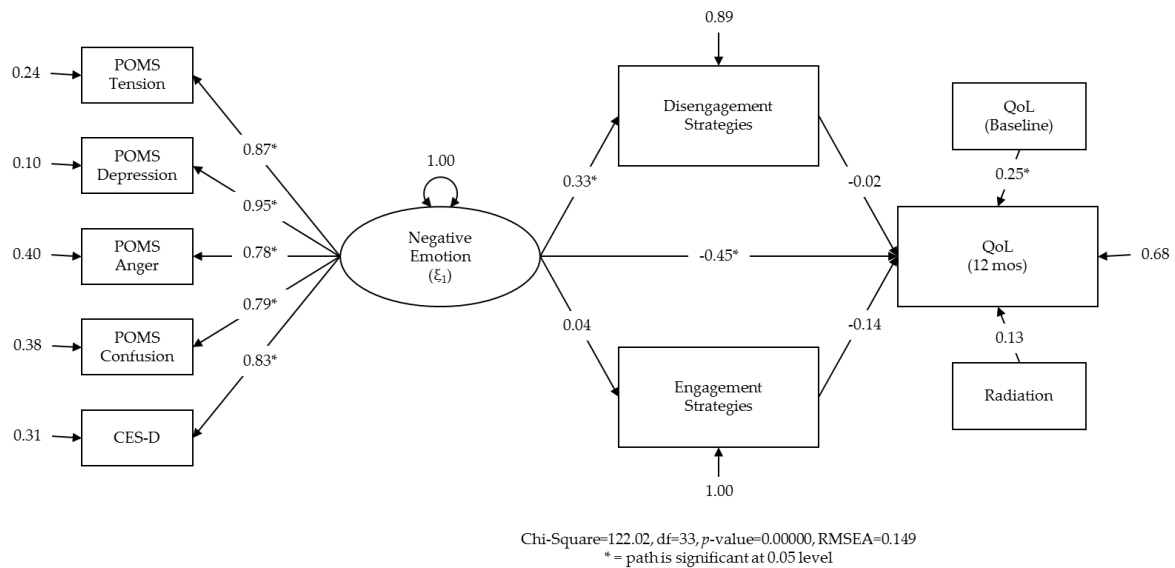 0.89
0.24
POMS
Tension
Disengagement
Strategies
QoL
(Baseline)
0.87*
0.10
POMS
Depression
1.00
0.33*
-0.02
0.25*
0.95*
0.40
POMS
Anger
0.78*
Negative
Emotion
(ξ₁)
-0.45*
QoL
(12 mos)
0.68
0.79*
0.38
POMS
Confusion
0.04
-0.14
0.13
0.83*
Engagement
Strategies
Radiation
0.31
CES-D
1.00
Chi-Square=122.02, df=33, p-value=0.00000, RMSEA=0.149
* = path is significant at 0.05 level